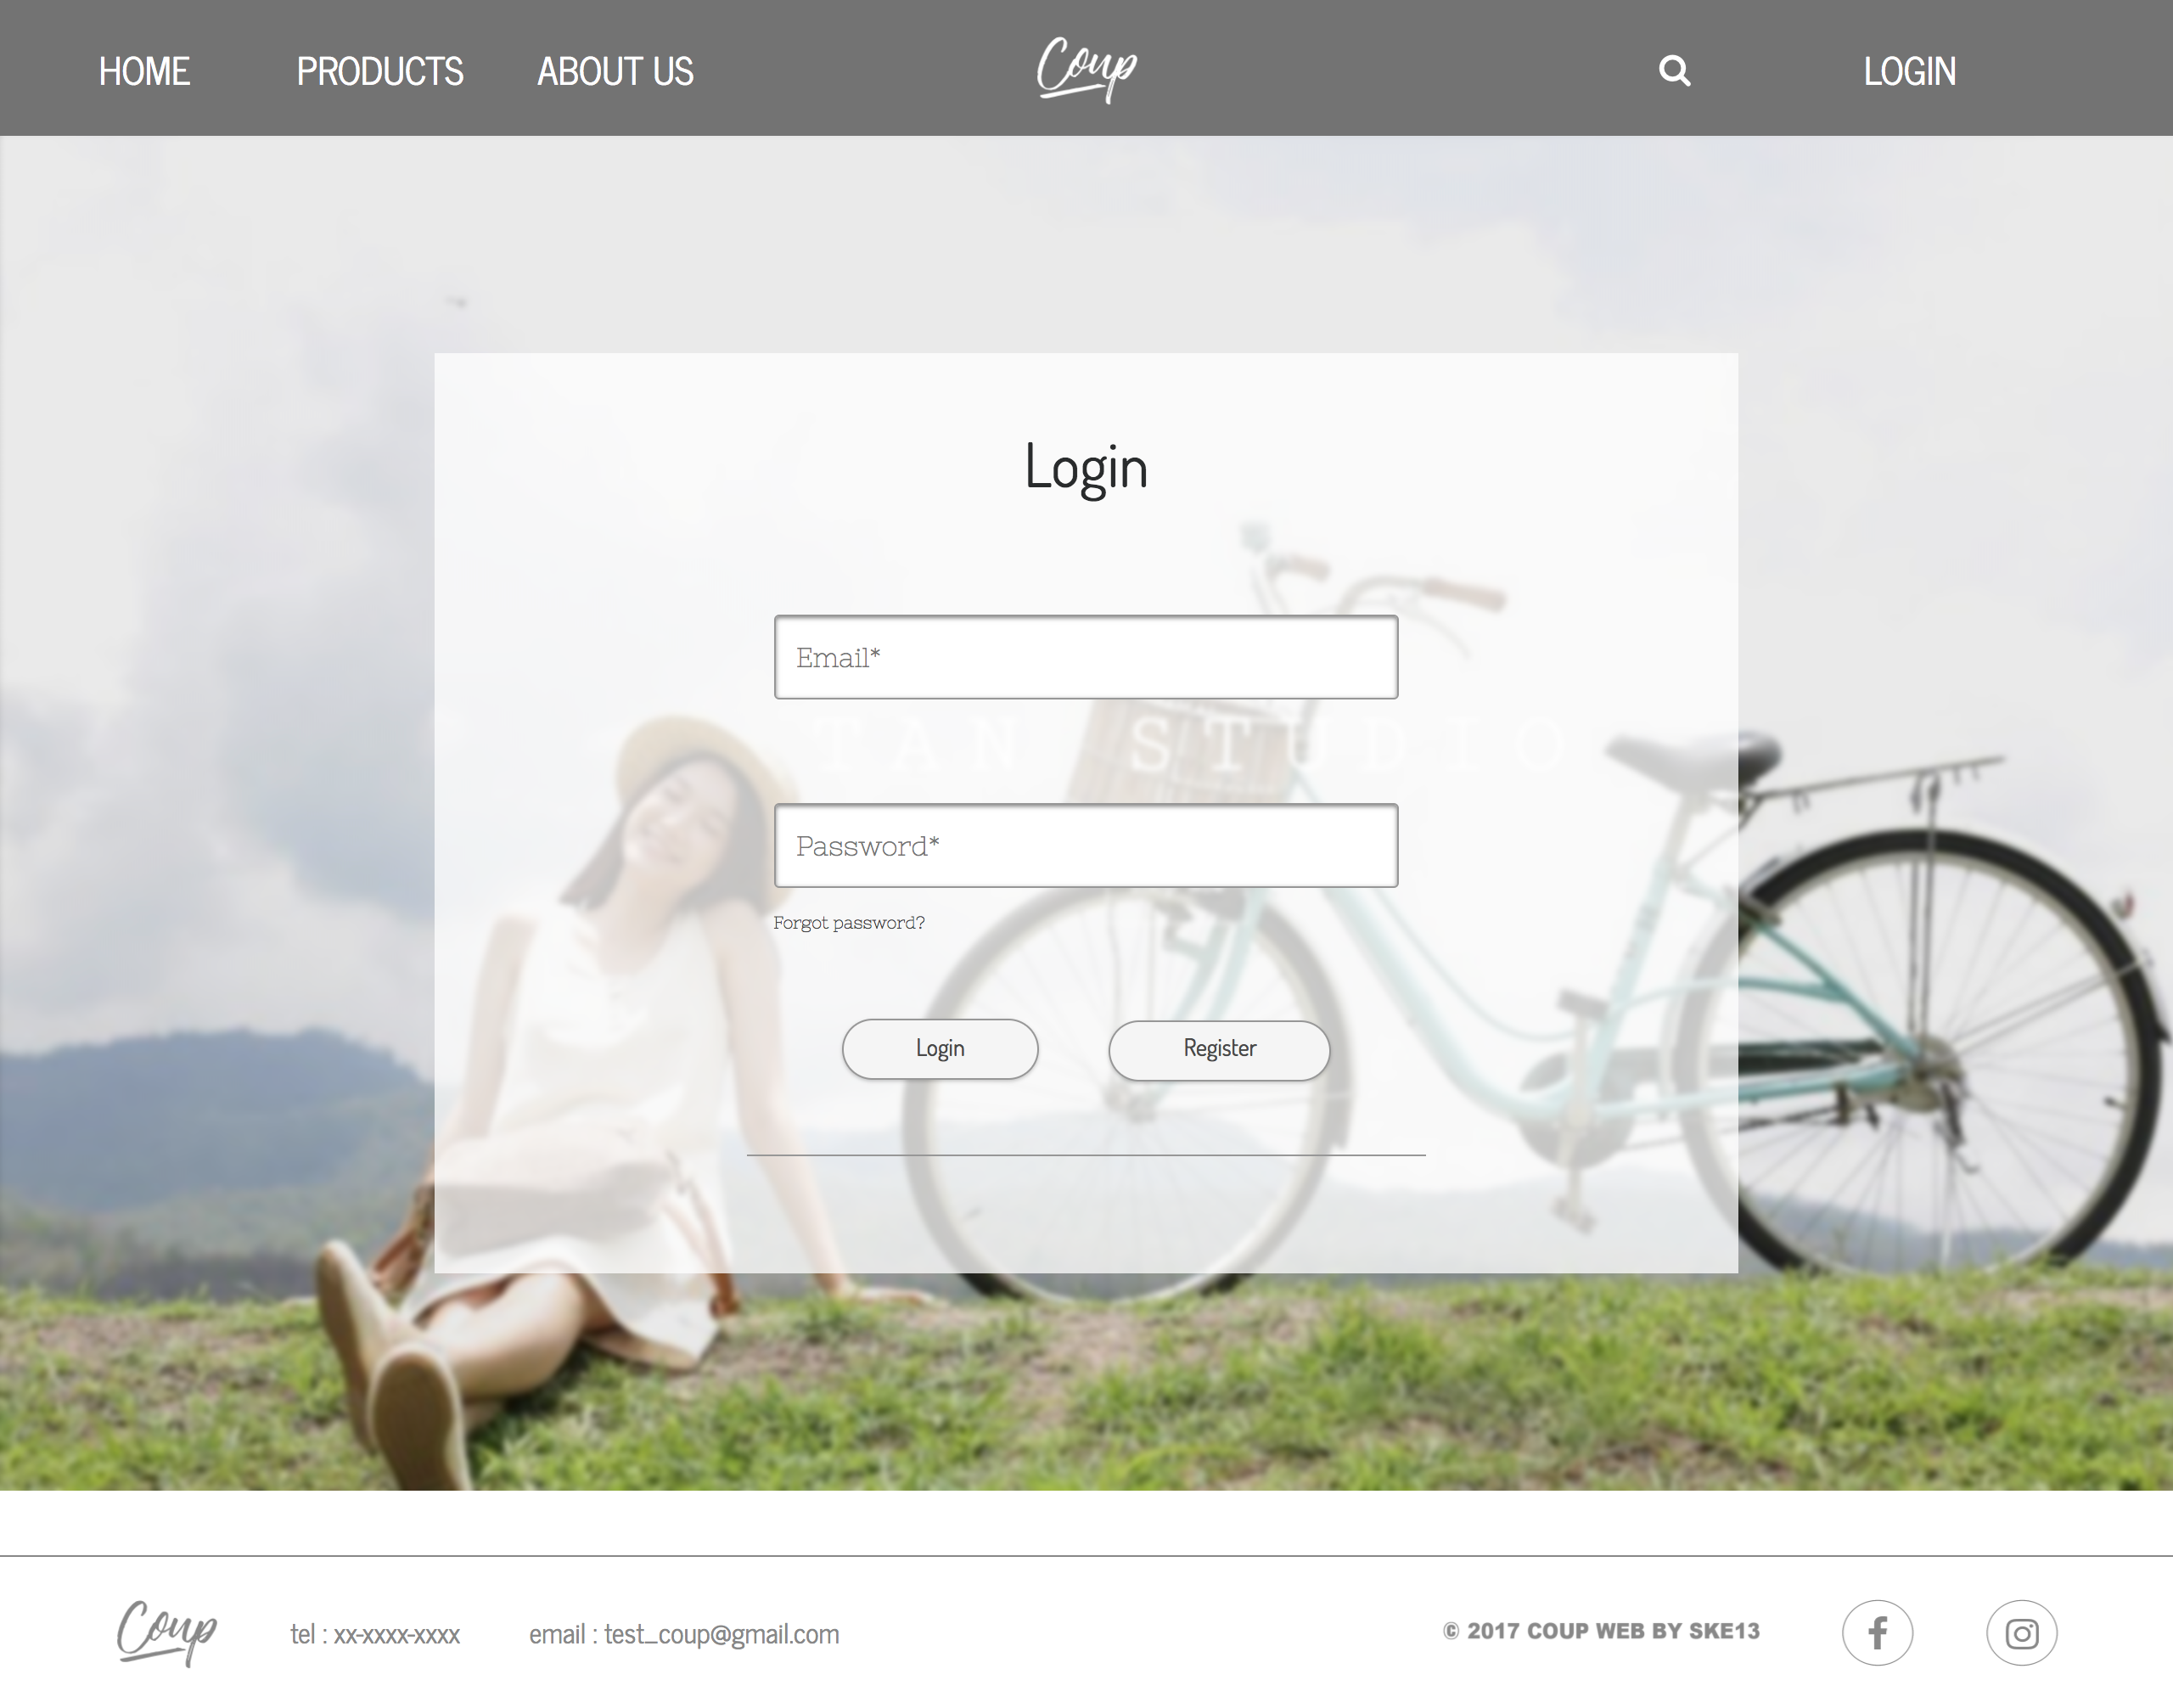 HOME PRODUCTS ABOUT US Coup LOGIN
Login
Email*
TAN STUDIO
Password*
Forgot password?
Login Register
Coup tel : xx-xxxx-xxxx email : test_coup@gmail.com © 2017 COUP WEB BY SKE13